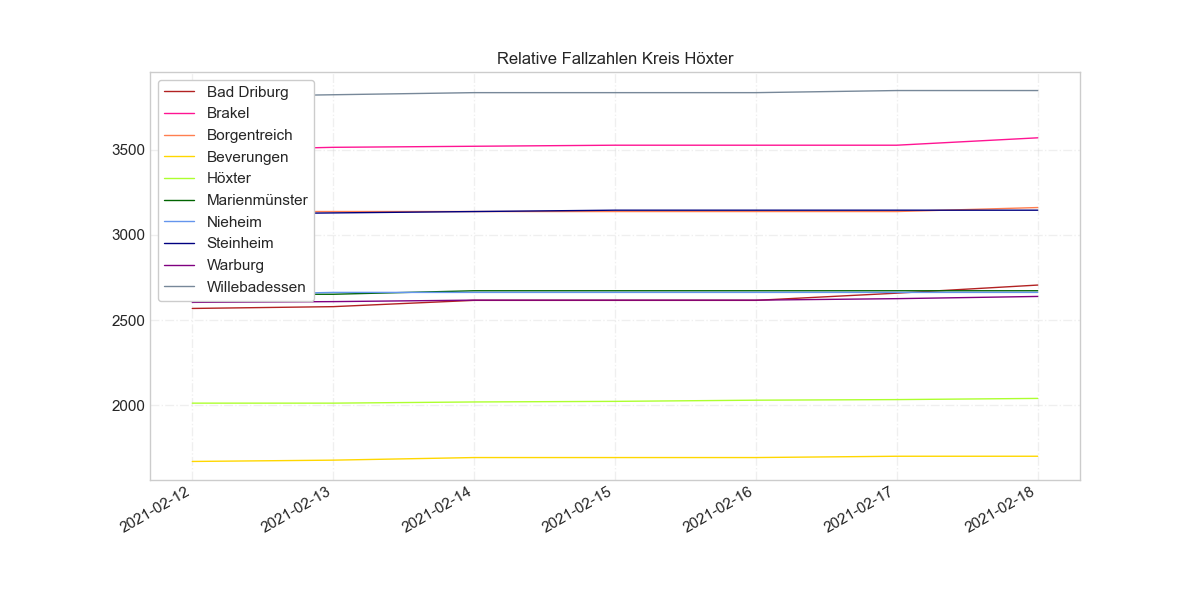 Relative Fallzahlen Kreis Höxter
Bad Driburg
Brakel
Borgentreich
Beverungen
Höxter
Marienmünster
Nieheim
Steinheim
Warburg
Willebadessen
3500
3000
2500
2000
2021-02-12
2021-02-13
2021-02-14
2021-02-15
2021-02-16
2021-02-17
2021-02-18